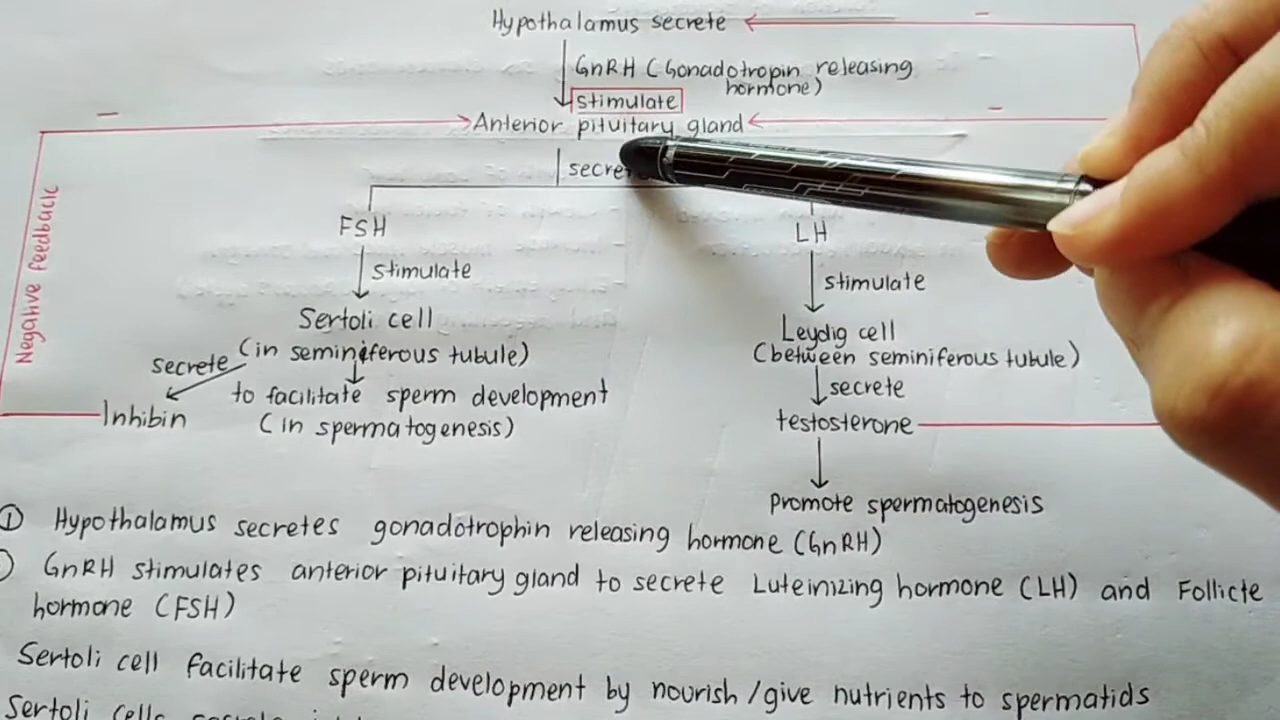 Hypothalamus secrete
GnRH (Gonadotropin releasing
hormone)
stimulate
Anterior pituitary gland
FSH
LH
stimulate
stimulate
Sertoli cell
(in seminiferous tubule)
Leydig cell
(between seminiferous tubule)
secrete
secrete
to facilitate sperm development
(in spermatogenesis)
Inhibin
testosterone
Promote spermatogenesis
Negative feedback
① Hypothalamus secretes gonadotrophin releasing hormone (GnRH)
GnRH stimulates anterior pituitary gland to secrete Luteinizing hormone (LH) and Follicle
hormone (FSH)
Sertoli cell facilitate sperm development by nourish/give nutrients to spermatids
Sertoli cells